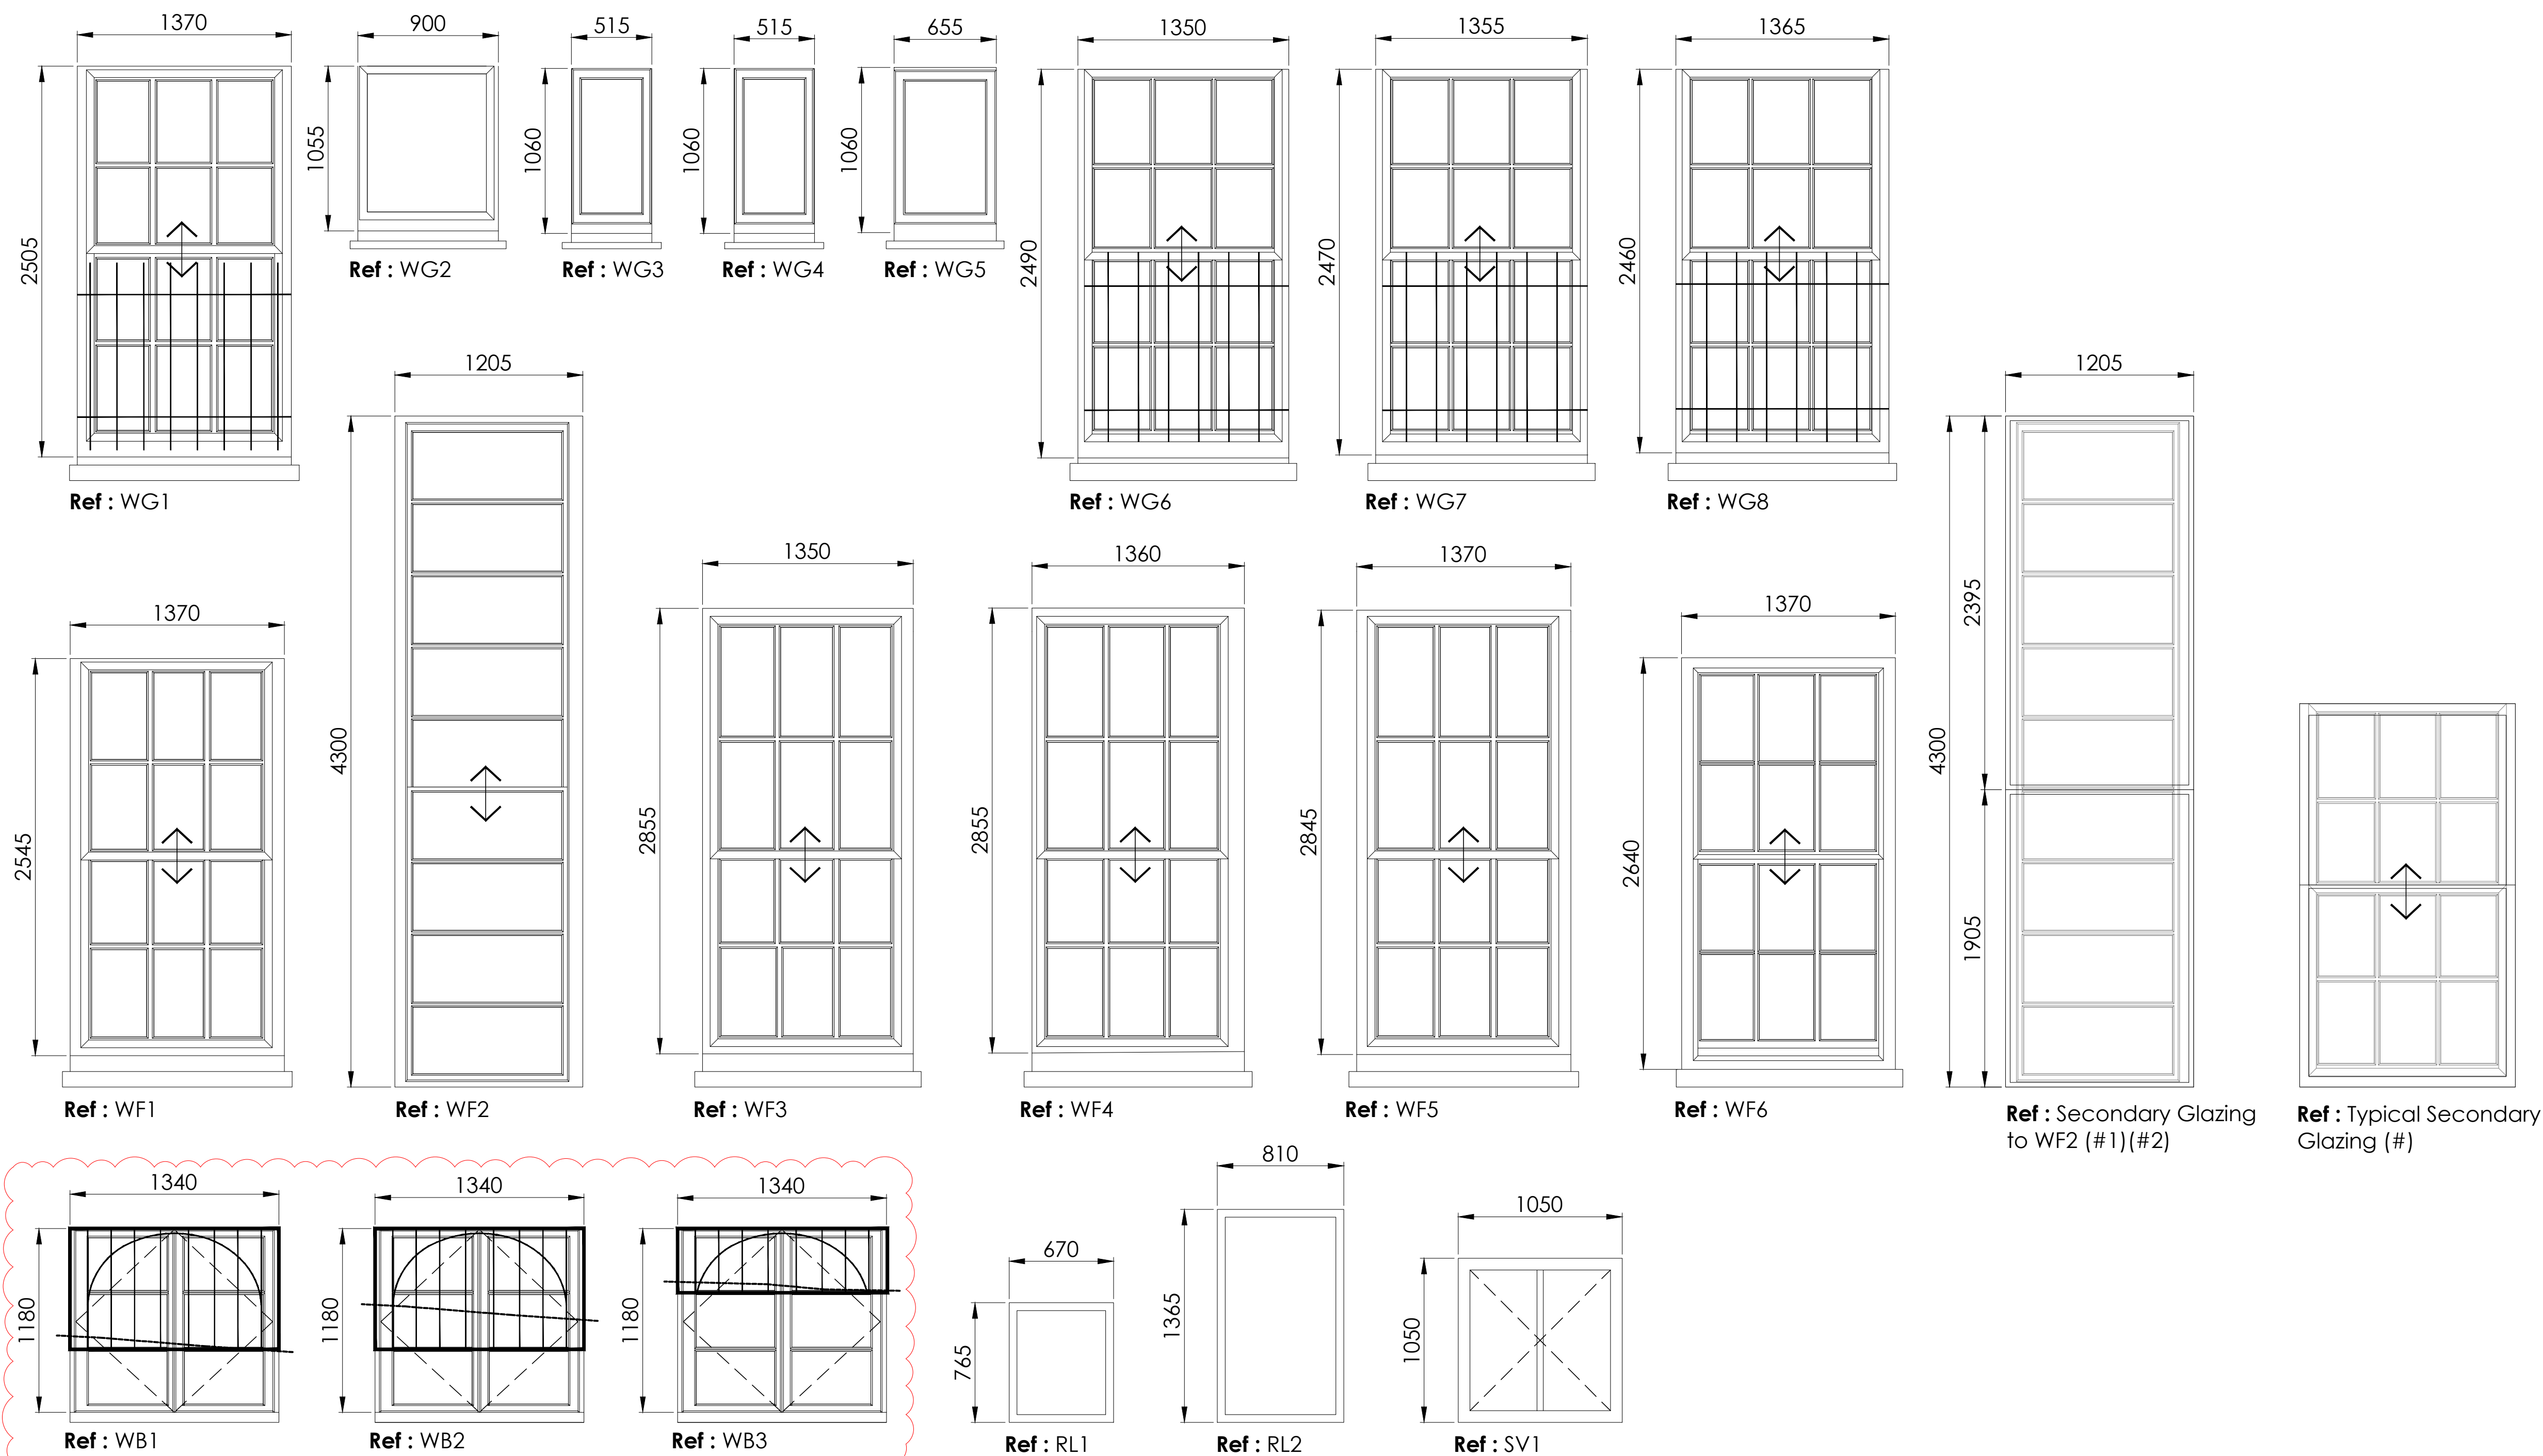 1370
900
515
515
655
1350
1355
1365
2505
1055
1060
1060
1060
2490
2470
2460
Ref : WG2
Ref : WG3
Ref : WG4
Ref : WG5
Ref : WG1
Ref : WG6
Ref : WG7
Ref : WG8
1205
1205
1370
1350
1360
1370
1370
2545
4300
2855
2855
2845
2640
4300
2395
1905
Ref : WF1
Ref : WF2
Ref : WF3
Ref : WF4
Ref : WF5
Ref : WF6
Ref : Secondary Glazing
to WF2 (#1)(#2)
Ref : Typical Secondary
Glazing (#)
1340
1340
1340
670
810
1050
1180
1180
1180
765
1365
1050
Ref : WB1
Ref : WB2
Ref : WB3
Ref : RL1
Ref : RL2
Ref : SV1